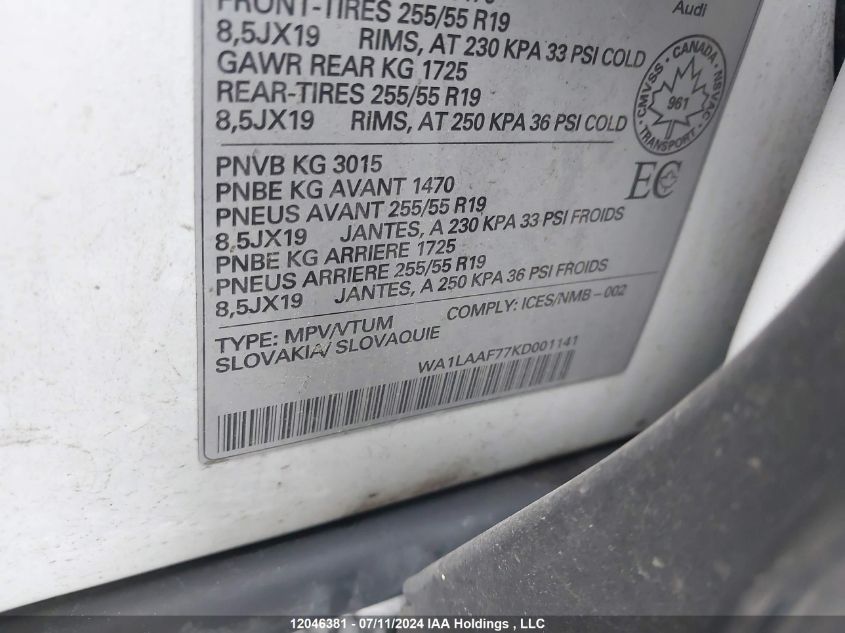 FRONT-TIRES 255/55 R19
Audi
8,5JX19 RIMS, AT 230 KPA 33 PSI COLD
GAWR REAR KG 1725
REAR-TIRES 255/55 R19
8,5JX19 RIMS, AT 250 KPA 36 PSI COLD
CMVSS - CANADA - NSVAC
961
TRANSPORT
PNVB KG 3015
EC
PNBE KG AVANT 1470
PNEUS AVANT 255/55 R19
8,5JX19 JANTES, A 230 KPA 33 PSI FROIDS
PNBE KG ARRIERE 1725
PNEUS ARRIERE 255/55 R19
8,5JX19 JANTES, A 250 KPA 36 PSI FROIDS
TYPE: MPV/VTUM COMPLY: ICES/NMB-002
SLOVAKIA/ SLOVAQUIE
WA1LAAF77KD001141
12046381 - 07/11/2024 IAA Holdings , LLC